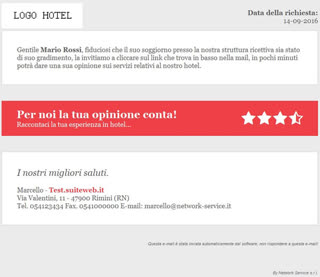 LOGO HOTEL
Data della richiesta:
14-09-2016
Gentile Mario Rossi, fiduciosi che il suo soggiorno presso la nostra struttura ricettiva sia stato
di suo gradimento, la invitiamo a cliccare sul link che trova in basso nella mail, in pochi minuti
potrà dare una sua opinione sui servizi relativi al nostro hotel.
Per noi la tua opinione conta!
Raccontaci la tua esperienza in hotel...
I nostri migliori saluti.
Marcello - Test.suiteweb.it
Via Valentini, 11 - 47900 Rimini (RN)
Tel. 054123434 Fax. 0541000000 E-mail: marcello@network-service.it
Questa e-mail è stata inviata automaticamente dal software, non rispondere a questa e-mail!
By Network Service s.r.l.